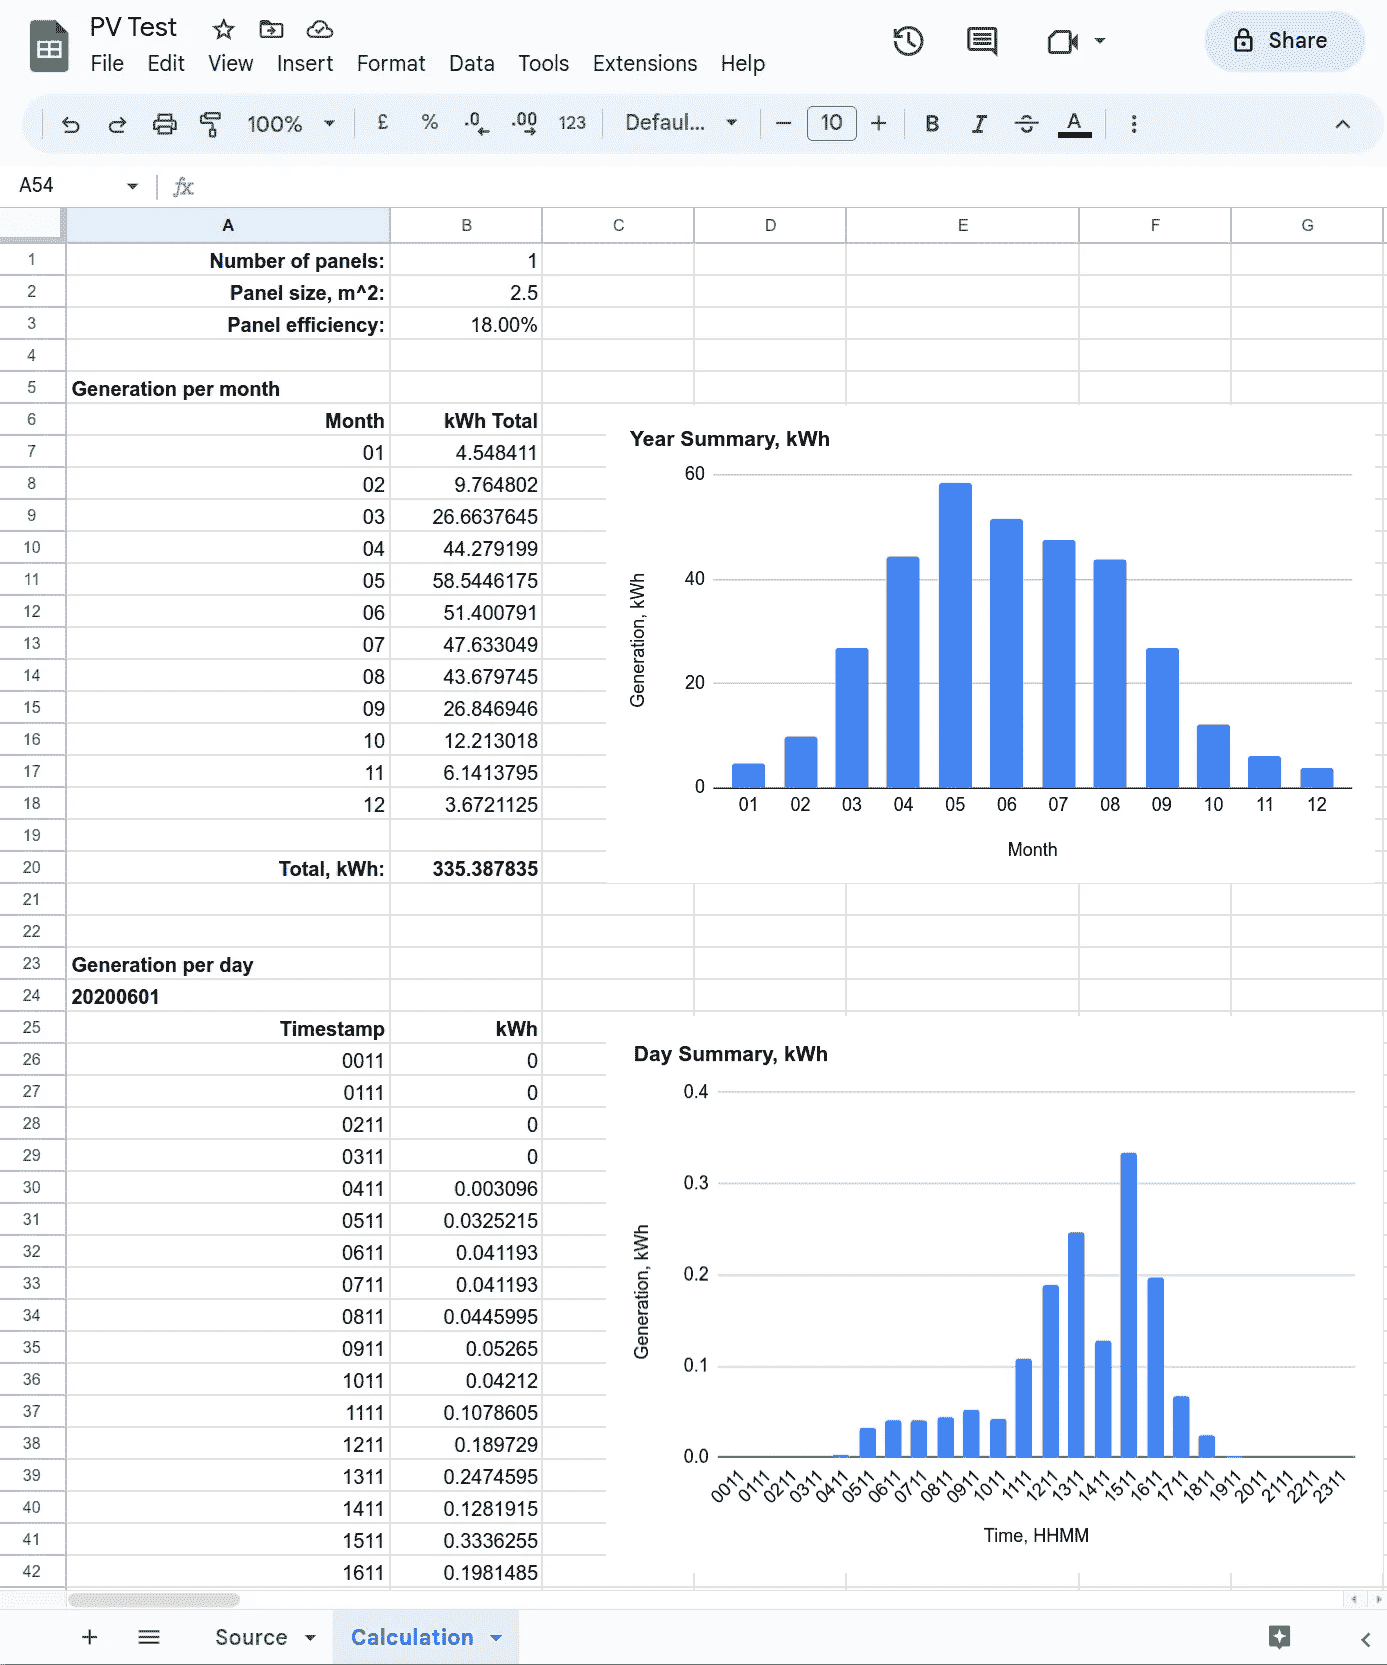 PV Test
File Edit View Insert Format Data Tools Extensions Help
Share
100% £ % .0 .00 123 Defaul... 10 B I A
A54 fx
A B C D E F G
1 Number of panels: 1
2 Panel size, m^2: 2.5
3 Panel efficiency: 18.00%
4
5 Generation per month
6 Month kWh Total
7 01 4.548411
8 02 9.764802
9 03 26.6637645
10 04 44.279199
11 05 58.5446175
12 06 51.400791
13 07 47.633049
14 08 43.679745
15 09 26.846946
16 10 12.213018
17 11 6.1413795
18 12 3.6721125
19
20 Total, kWh: 335.387835
21
22
Year Summary, kWh
60
40
20
0
Generation, kWh
01 02 03 04 05 06 07 08 09 10 11 12
Month
23 Generation per day
24 20200601
25 Timestamp kWh
26 0011 0
27 0111 0
28 0211 0
29 0311 0
30 0411 0.003096
31 0511 0.0325215
32 0611 0.041193
33 0711 0.041193
34 0811 0.0445995
35 0911 0.05265
36 1011 0.04212
37 1111 0.1078605
38 1211 0.189729
39 1311 0.2474595
40 1411 0.1281915
41 1511 0.3336255
42 1611 0.1981485
Day Summary, kWh
0.4
0.3
0.2
0.1
0.0
Generation, kWh
0011 0111 0211 0311 0411 0511 0611 0711 0811 0911 1011 1111 1211 1311 1411 1511 1611 1711 1811 1911 2011 2111 2211 2311
Time, HHMM
Source Calculation